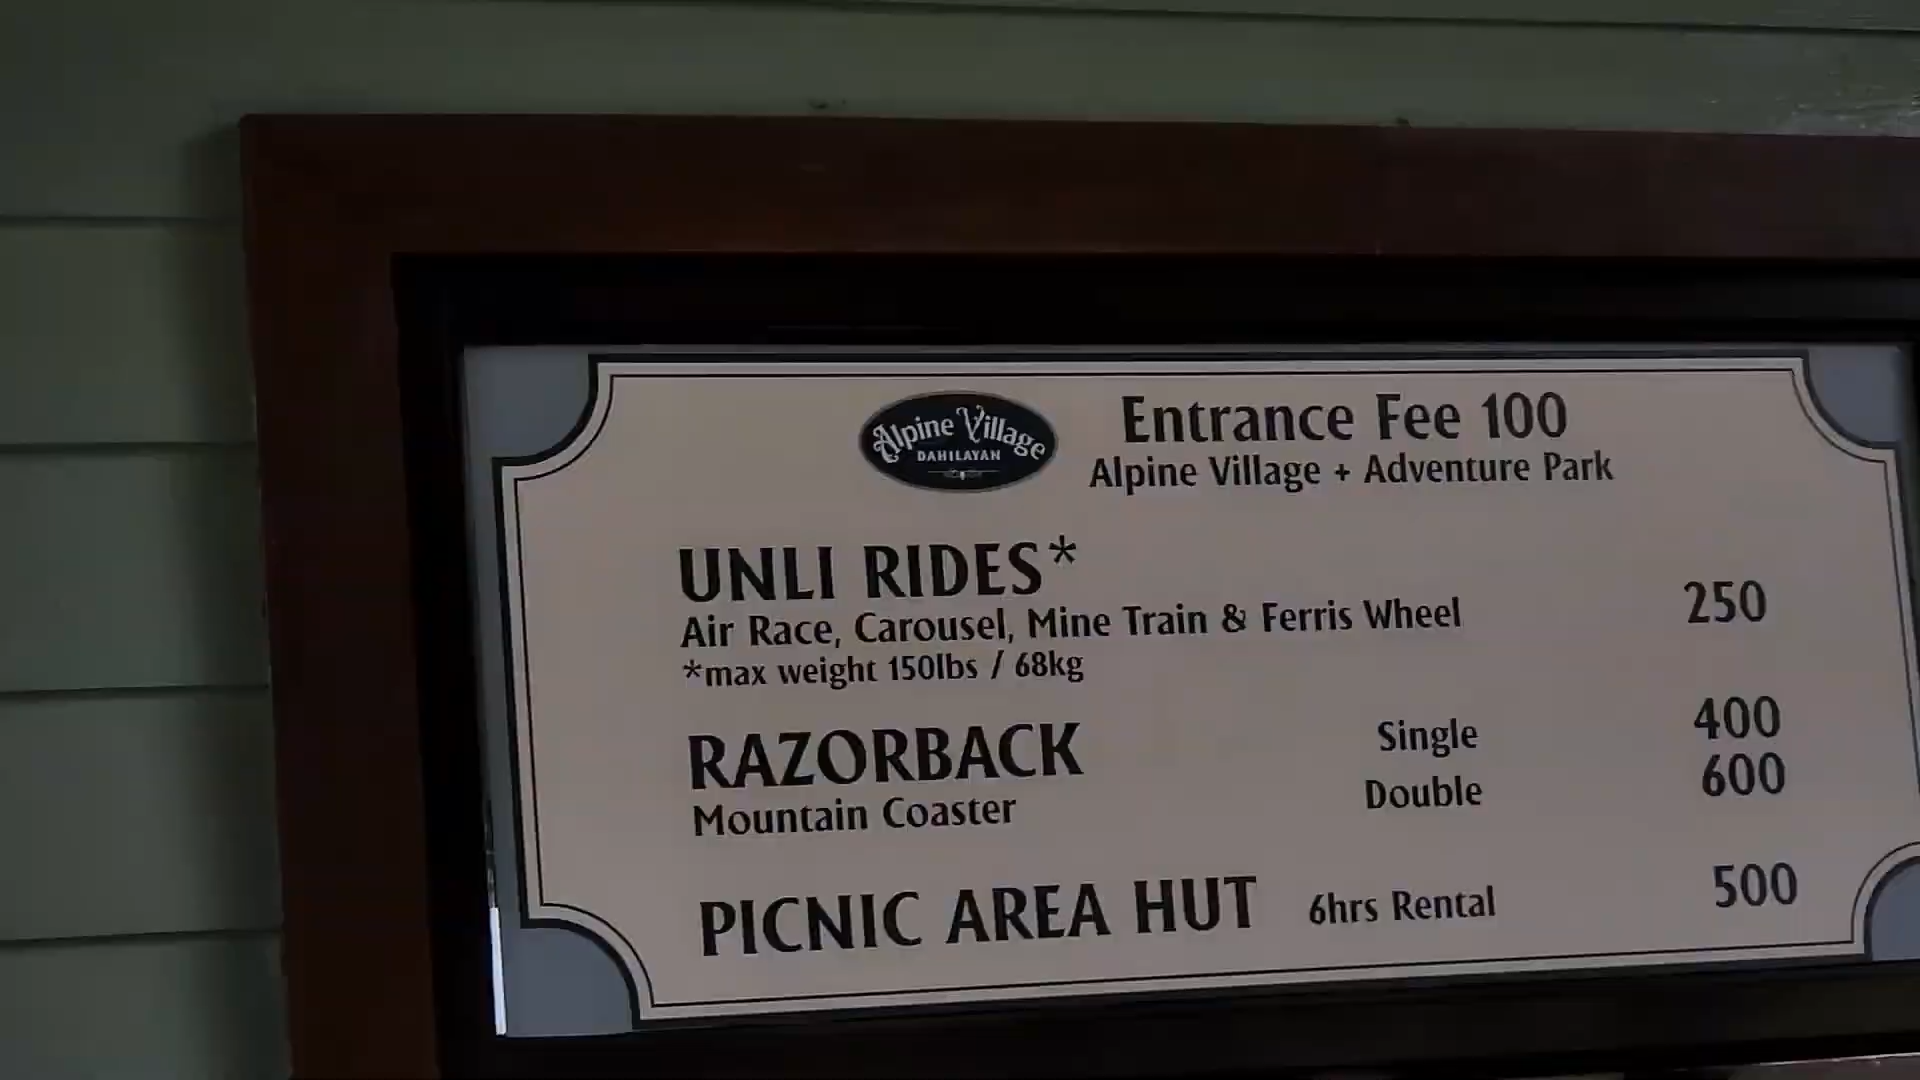 Alpine Village
DAHILAYAN
Entrance Fee 100
Alpine Village + Adventure Park
UNLI RIDES*
Air Race, Carousel, Mine Train & Ferris Wheel 250
*max weight 150lbs / 68kg
RAZORBACK Single 400
Mountain Coaster Double 600
PICNIC AREA HUT 6hrs Rental 500